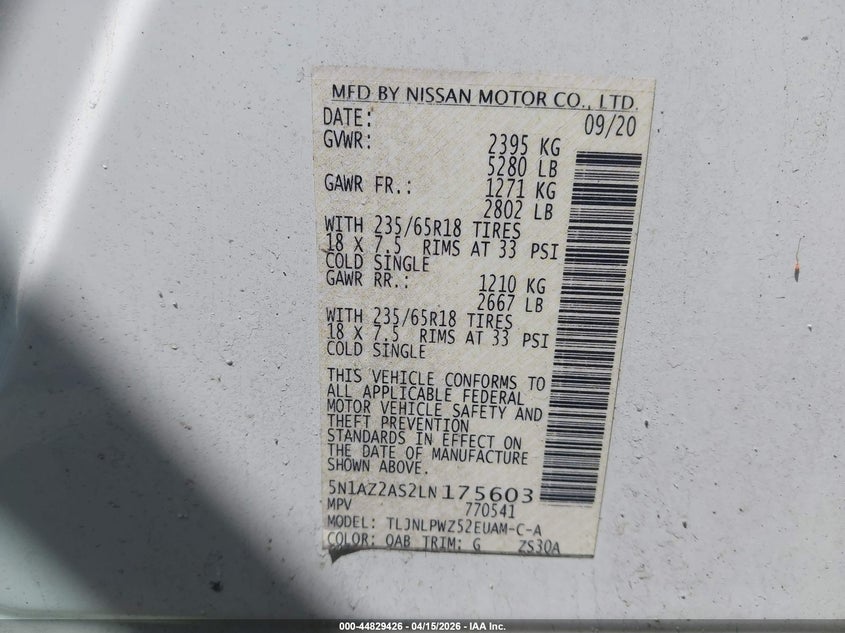 MFD BY NISSAN MOTOR CO., LTD.
DATE: 09/20
GVWR: 2395 KG
5280 LB
GAWR FR.: 1271 KG
2802 LB
WITH 235/65R18 TIRES
18 X 7.5 RIMS AT 33 PSI
COLD SINGLE
GAWR RR.: 1210 KG
2667 LB
WITH 235/65R18 TIRES
18 X 7.5 RIMS AT 33 PSI
COLD SINGLE
THIS VEHICLE CONFORMS TO
ALL APPLICABLE FEDERAL
MOTOR VEHICLE SAFETY AND
THEFT PREVENTION
STANDARDS IN EFFECT ON
THE DATE OF MANUFACTURE
SHOWN ABOVE.
5N1AZ2AS2LN175603
MPV 770541
MODEL: TLJNLPWZ52EUAM-C-A
COLOR: QAB TRIM: G ZS30A
000-44829426 - 04/15/2026 - IAA Inc.